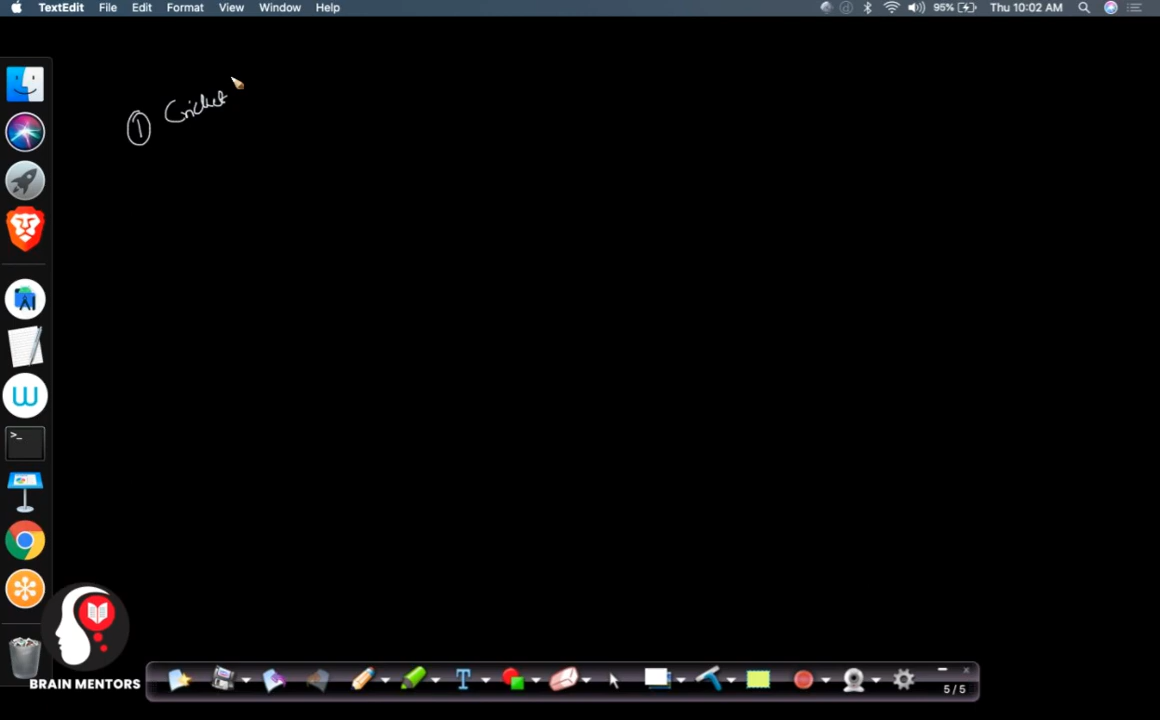 TextEdit File Edit Format View Window Help 95% Thu 10:02 AM
① Cricket
BRAIN MENTORS
5/5